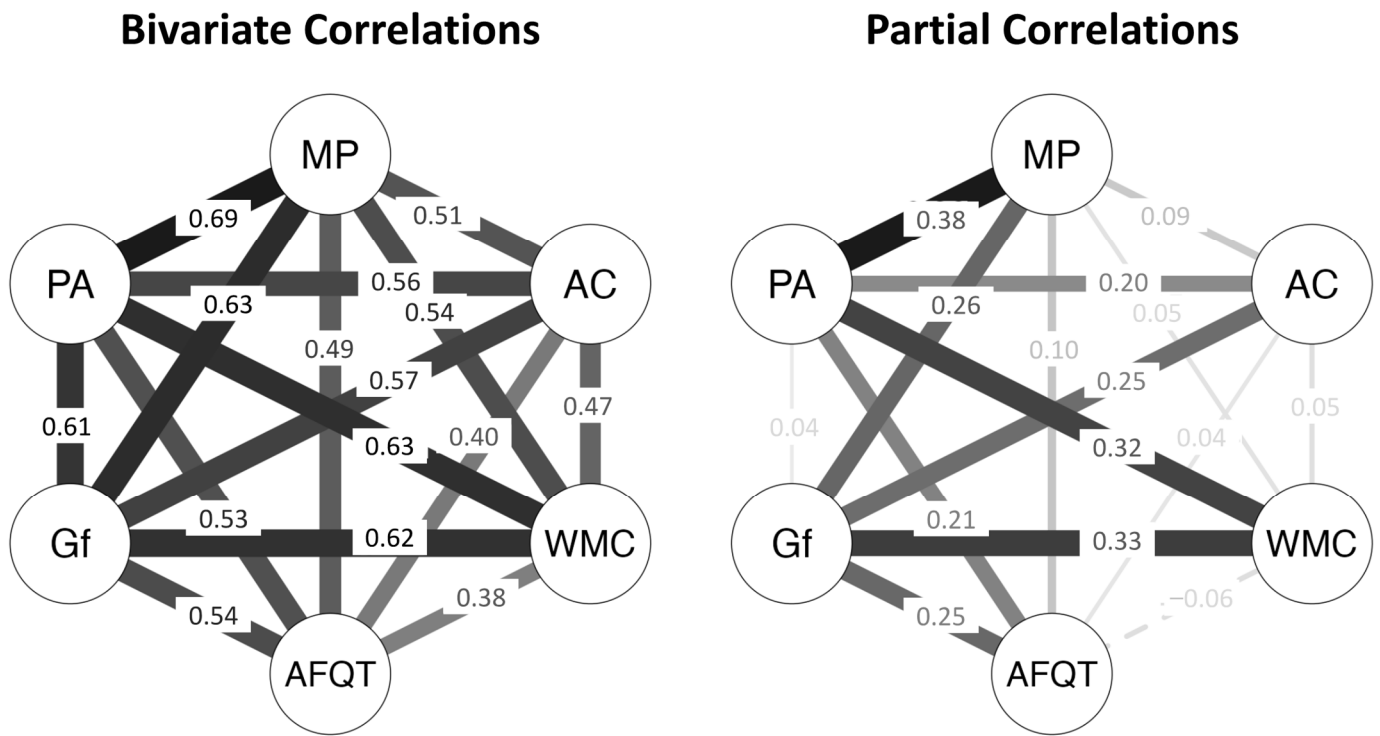 Bivariate Correlations
MP
0.69
0.51
PA
0.56
AC
0.63
0.54
0.49
0.57
0.61
0.47
0.63
0.40
0.53
Gf
0.62
WMC
0.54
0.38
AFQT
Partial Correlations
MP
0.38
0.09
PA
0.20
AC
0.26
0.05
0.10
0.25
0.04
0.05
0.32
0.04
0.21
Gf
0.33
WMC
0.25
−0.06
AFQT